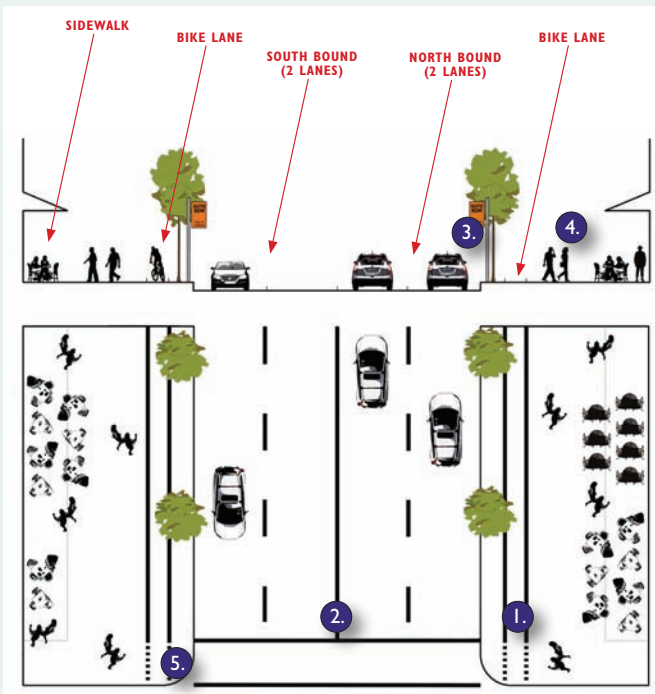 SIDEWALK
BIKE LANE
SOUTH BOUND
(2 LANES)
NORTH BOUND
(2 LANES)
BIKE LANE
3.
4.
2.
1.
5.